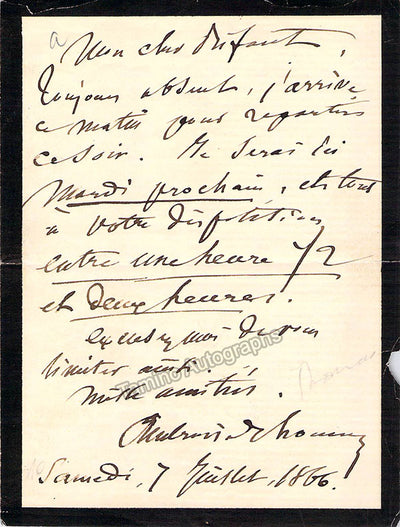 Mon cher Dufaut,
Toujours absent, j'arrive
ce matin pour repartir
ce soir. Je serai ici
Mardi prochain, et tout
à votre disposition
entre une heure 1/2
et deux heures.
Excusez moi de vous
limiter ainsi.
Mille amitiés.
Ambroise Thomas
Samedi, 7 Juillet, 1866.
Tamino Autographs